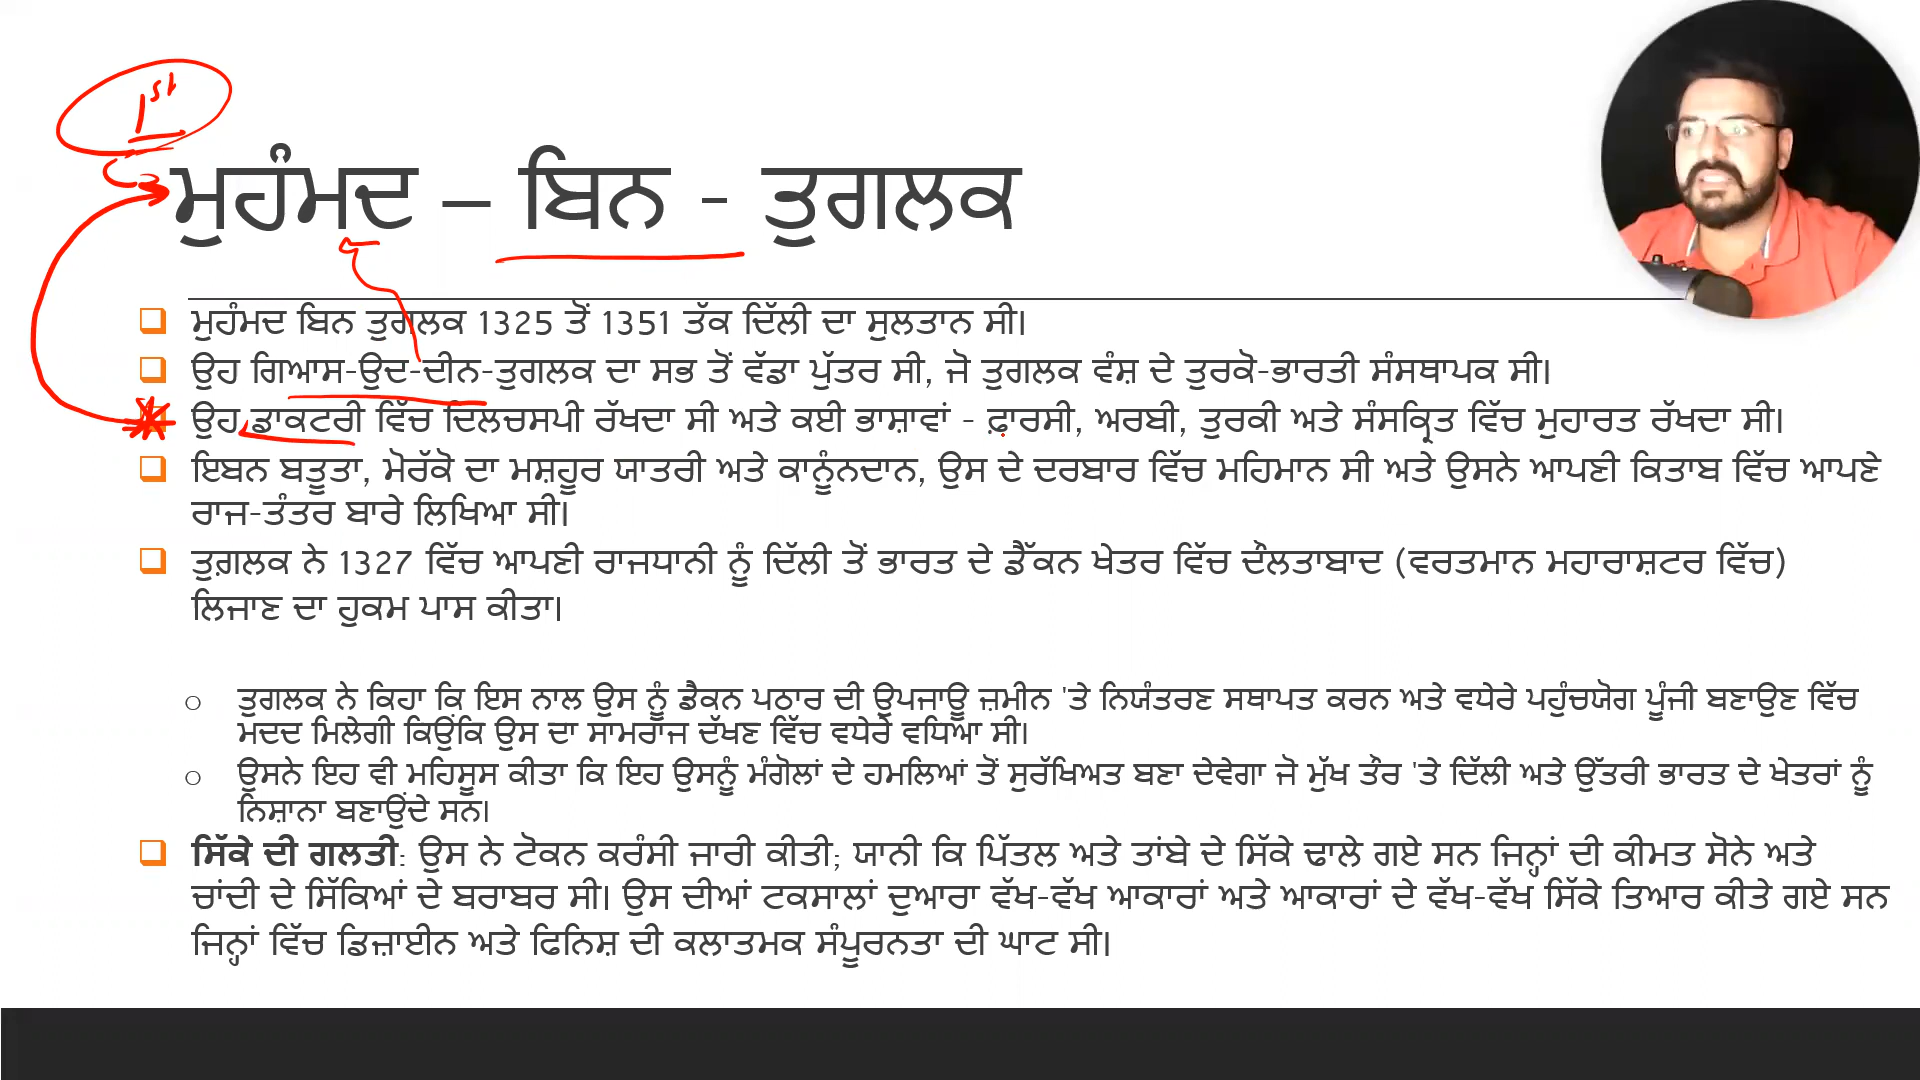 1st
ਮੁਹੰਮਦ – ਬਿਨ - ਤੁਗਲਕ
ਮੁਹੰਮਦ ਬਿਨ ਤੁਗਲਕ 1325 ਤੋਂ 1351 ਤੱਕ ਦਿੱਲੀ ਦਾ ਸੁਲਤਾਨ ਸੀ।
ਉਹ ਗਿਆਸ-ਉਦ-ਦੀਨ-ਤੁਗਲਕ ਦਾ ਸਭ ਤੋਂ ਵੱਡਾ ਪੁੱਤਰ ਸੀ, ਜੋ ਤੁਗਲਕ ਵੰਸ਼ ਦੇ ਤੁਰਕੋ-ਭਾਰਤੀ ਸੰਸਥਾਪਕ ਸੀ।
ਉਹ ਡਾਕਟਰੀ ਵਿੱਚ ਦਿਲਚਸਪੀ ਰੱਖਦਾ ਸੀ ਅਤੇ ਕਈ ਭਾਸ਼ਾਵਾਂ - ਫ਼ਾਰਸੀ, ਅਰਬੀ, ਤੁਰਕੀ ਅਤੇ ਸੰਸਕ੍ਰਿਤ ਵਿੱਚ ਮੁਹਾਰਤ ਰੱਖਦਾ ਸੀ।
ਇਬਨ ਬਤੂਤਾ, ਮੋਰੱਕੋ ਦਾ ਮਸ਼ਹੂਰ ਯਾਤਰੀ ਅਤੇ ਕਾਨੂੰਨਦਾਨ, ਉਸ ਦੇ ਦਰਬਾਰ ਵਿੱਚ ਮਹਿਮਾਨ ਸੀ ਅਤੇ ਉਸਨੇ ਆਪਣੀ ਕਿਤਾਬ ਵਿੱਚ ਆਪਣੇ
ਰਾਜ-ਤੰਤਰ ਬਾਰੇ ਲਿਖਿਆ ਸੀ।
ਤੁਗ਼ਲਕ ਨੇ 1327 ਵਿੱਚ ਆਪਣੀ ਰਾਜਧਾਨੀ ਨੂੰ ਦਿੱਲੀ ਤੋਂ ਭਾਰਤ ਦੇ ਡੈੱਕਨ ਖੇਤਰ ਵਿੱਚ ਦੌਲਤਾਬਾਦ (ਵਰਤਮਾਨ ਮਹਾਰਾਸ਼ਟਰ ਵਿੱਚ)
ਲਿਜਾਣ ਦਾ ਹੁਕਮ ਪਾਸ ਕੀਤਾ।
ਤੁਗਲਕ ਨੇ ਕਿਹਾ ਕਿ ਇਸ ਨਾਲ ਉਸ ਨੂੰ ਡੈਕਨ ਪਠਾਰ ਦੀ ਉਪਜਾਊ ਜ਼ਮੀਨ 'ਤੇ ਨਿਯੰਤਰਣ ਸਥਾਪਤ ਕਰਨ ਅਤੇ ਵਧੇਰੇ ਪਹੁੰਚਯੋਗ ਪੂੰਜੀ ਬਣਾਉਣ ਵਿੱਚ
ਮਦਦ ਮਿਲੇਗੀ ਕਿਉਂਕਿ ਉਸ ਦਾ ਸਾਮਰਾਜ ਦੱਖਣ ਵਿੱਚ ਵਧੇਰੇ ਵਧਿਆ ਸੀ।
ਉਸਨੇ ਇਹ ਵੀ ਮਹਿਸੂਸ ਕੀਤਾ ਕਿ ਇਹ ਉਸਨੂੰ ਮੰਗੋਲਾਂ ਦੇ ਹਮਲਿਆਂ ਤੋਂ ਸੁਰੱਖਿਅਤ ਬਣਾ ਦੇਵੇਗਾ ਜੋ ਮੁੱਖ ਤੌਰ 'ਤੇ ਦਿੱਲੀ ਅਤੇ ਉੱਤਰੀ ਭਾਰਤ ਦੇ ਖੇਤਰਾਂ ਨੂੰ
ਨਿਸ਼ਾਨਾ ਬਣਾਉਂਦੇ ਸਨ।
ਸਿੱਕੇ ਦੀ ਗਲਤੀ: ਉਸ ਨੇ ਟੋਕਨ ਕਰੰਸੀ ਜਾਰੀ ਕੀਤੀ; ਯਾਨੀ ਕਿ ਪਿੱਤਲ ਅਤੇ ਤਾਂਬੇ ਦੇ ਸਿੱਕੇ ਢਾਲੇ ਗਏ ਸਨ ਜਿਨ੍ਹਾਂ ਦੀ ਕੀਮਤ ਸੋਨੇ ਅਤੇ
ਚਾਂਦੀ ਦੇ ਸਿੱਕਿਆਂ ਦੇ ਬਰਾਬਰ ਸੀ। ਉਸ ਦੀਆਂ ਟਕਸਾਲਾਂ ਦੁਆਰਾ ਵੱਖ-ਵੱਖ ਆਕਾਰਾਂ ਅਤੇ ਆਕਾਰਾਂ ਦੇ ਵੱਖ-ਵੱਖ ਸਿੱਕੇ ਤਿਆਰ ਕੀਤੇ ਗਏ ਸਨ
ਜਿਨ੍ਹਾਂ ਵਿੱਚ ਡਿਜ਼ਾਈਨ ਅਤੇ ਫਿਨਿਸ਼ ਦੀ ਕਲਾਤਮਕ ਸੰਪੂਰਨਤਾ ਦੀ ਘਾਟ ਸੀ।